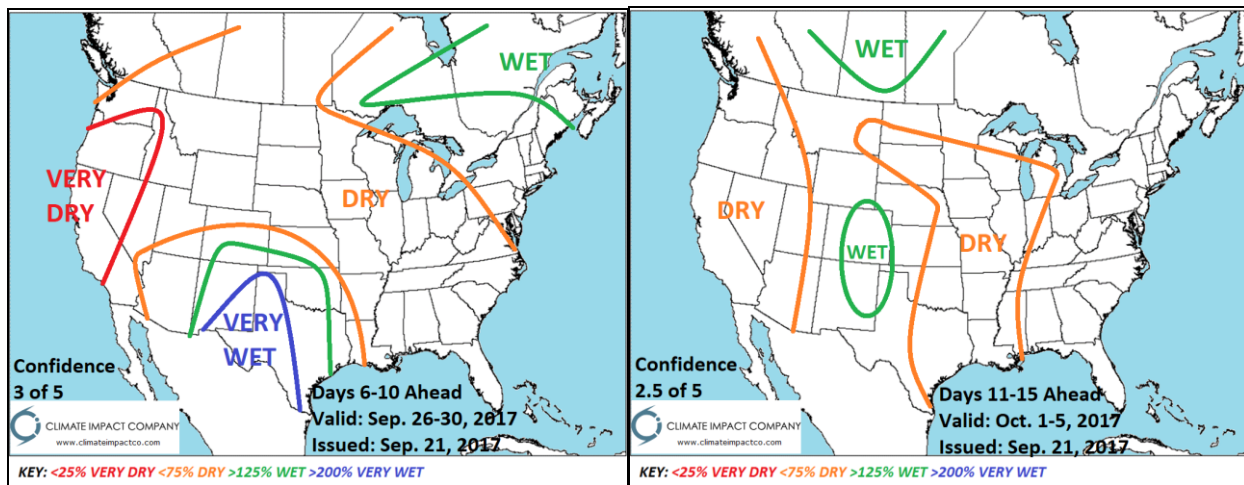 WET
VERY
DRY
DRY
VERY
WET
Confidence
3 of 5
CLIMATE IMPACT COMPANY
www.climateimpactco.com
Days 6-10 Ahead
Valid: Sep. 26-30, 2017
Issued: Sep. 21, 2017
KEY: <25% VERY DRY <75% DRY >125% WET >200% VERY WET
WET
DRY
WET
DRY
Confidence
2.5 of 5
CLIMATE IMPACT COMPANY
www.climateimpactco.com
Days 11-15 Ahead
Valid: Oct. 1-5, 2017
Issued: Sep. 21, 2017
KEY: <25% VERY DRY <75% DRY >125% WET >200% VERY WET